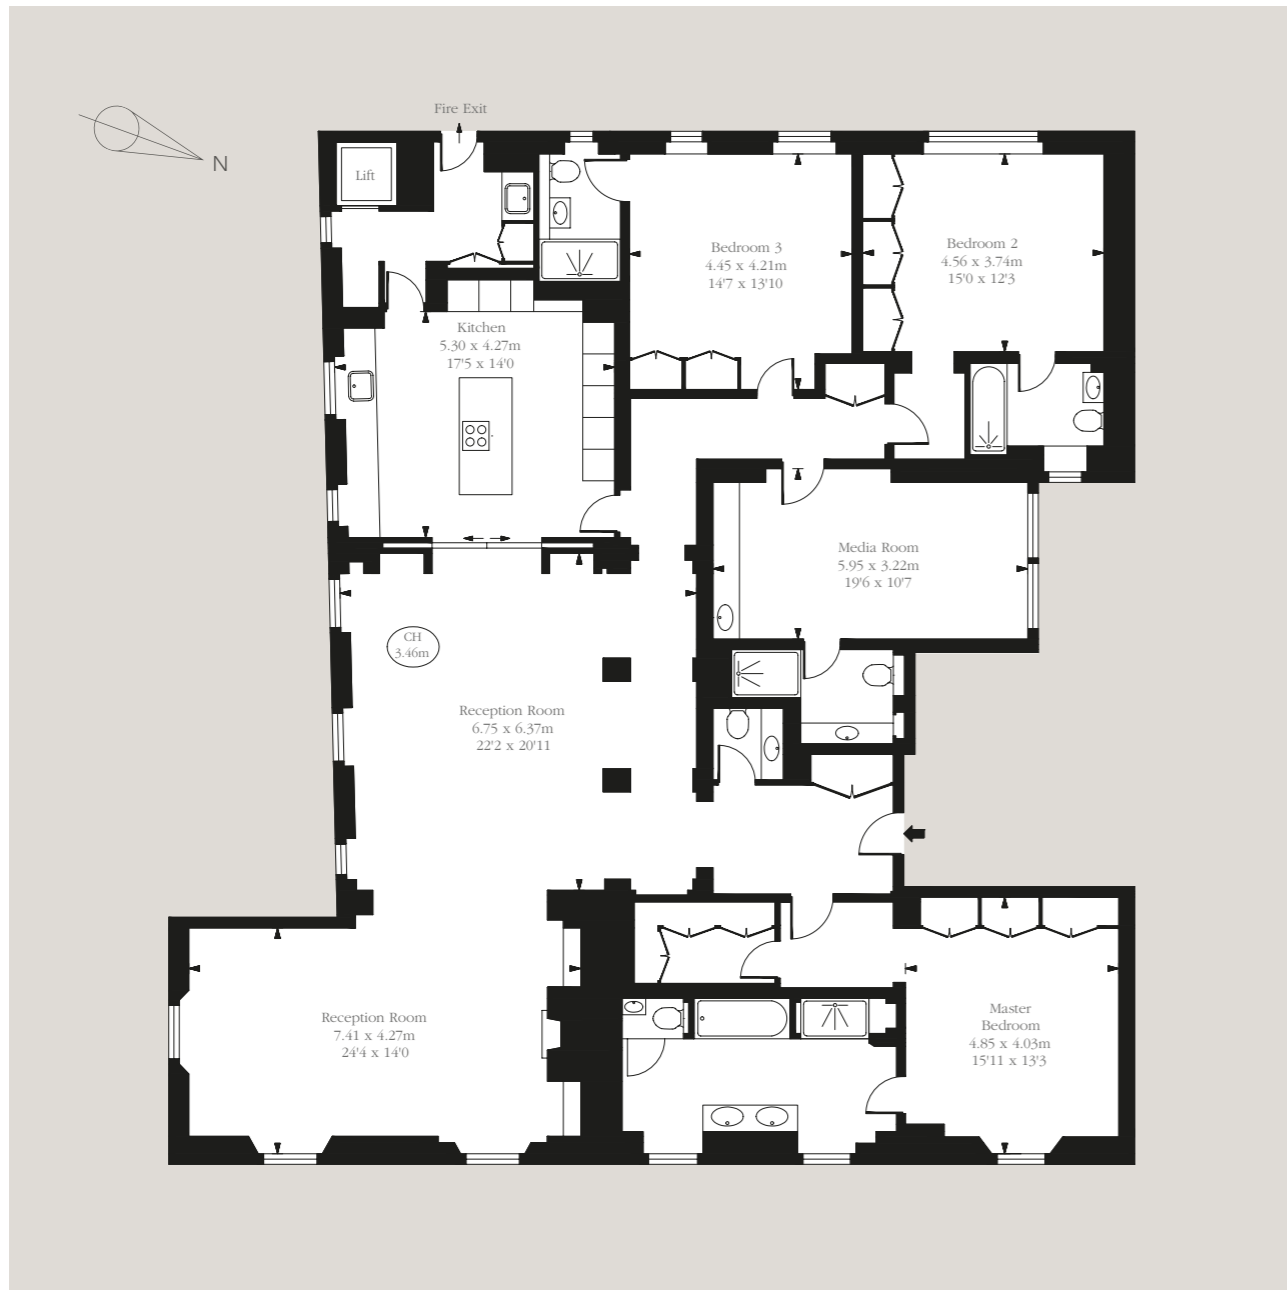 Fire Exit
N
Lift
Bedroom 3
4.45 x 4.21m
14'7 x 13'10
Bedroom 2
4.56 x 3.74m
15'0 x 12'3
Kitchen
5.30 x 4.27m
17'5 x 14'0
Media Room
5.95 x 3.22m
19'6 x 10'7
CH
3.46m
Reception Room
6.75 x 6.37m
22'2 x 20'11
Reception Room
7.41 x 4.27m
24'4 x 14'0
Master
Bedroom
4.85 x 4.03m
15'11 x 13'3